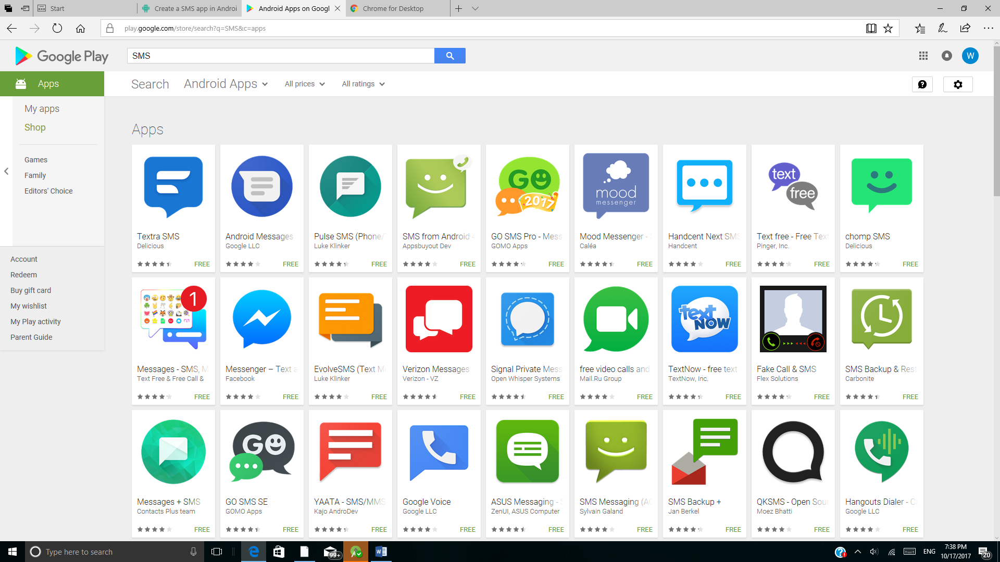 Start
Create a SMS app in Androi
Android Apps on Googl
Chrome for Desktop
play.google.com/store/search?q=SMS&c=apps
Google Play
SMS
W
Apps
Search
Android Apps
All prices
All ratings
My apps
Shop
Games
Family
Editors' Choice
Account
Redeem
Buy gift card
My wishlist
My Play activity
Parent Guide
Apps
GO
2017
mood
messenger
text
free
Textra SMS
Delicious
FREE
Android Messages
Google LLC
FREE
Pulse SMS (Phone/
Luke Klinker
FREE
SMS from Android
Appsbuyout Dev
FREE
GO SMS Pro - Mess
GOMO Apps
FREE
Mood Messenger -
Caléa
FREE
Handcent Next SMS
Handcent
FREE
Text free - Free Text
Pinger, Inc.
FREE
chomp SMS
Delicious
FREE
1
text
NOW
Messages - SMS, M
Text Free & Free Call &
FREE
Messenger – Text a
Facebook
FREE
EvolveSMS (Text Me
Luke Klinker
FREE
Verizon Messages
Verizon - VZ
FREE
Signal Private Mess
Open Whisper Systems
FREE
free video calls and
Mail.Ru Group
FREE
TextNow - free text
TextNow, Inc.
FREE
Fake Call & SMS
Flex Solutions
FREE
SMS Backup & Rest
Carbonite
FREE
GO
Messages + SMS
Contacts Plus team
FREE
GO SMS SE
GOMO Apps
FREE
YAATA - SMS/MMS
Kajo AndroDev
FREE
Google Voice
Google LLC
FREE
ASUS Messaging -
ZenUI, ASUS Computer
FREE
SMS Messaging (AO
Sylvain Galand
FREE
SMS Backup +
Jan Berkel
FREE
QKSMS - Open Sour
Moez Bhatti
FREE
Hangouts Dialer - Ca
Google LLC
FREE
Type here to search
99+
ENG
7:38 PM
10/17/2017
20